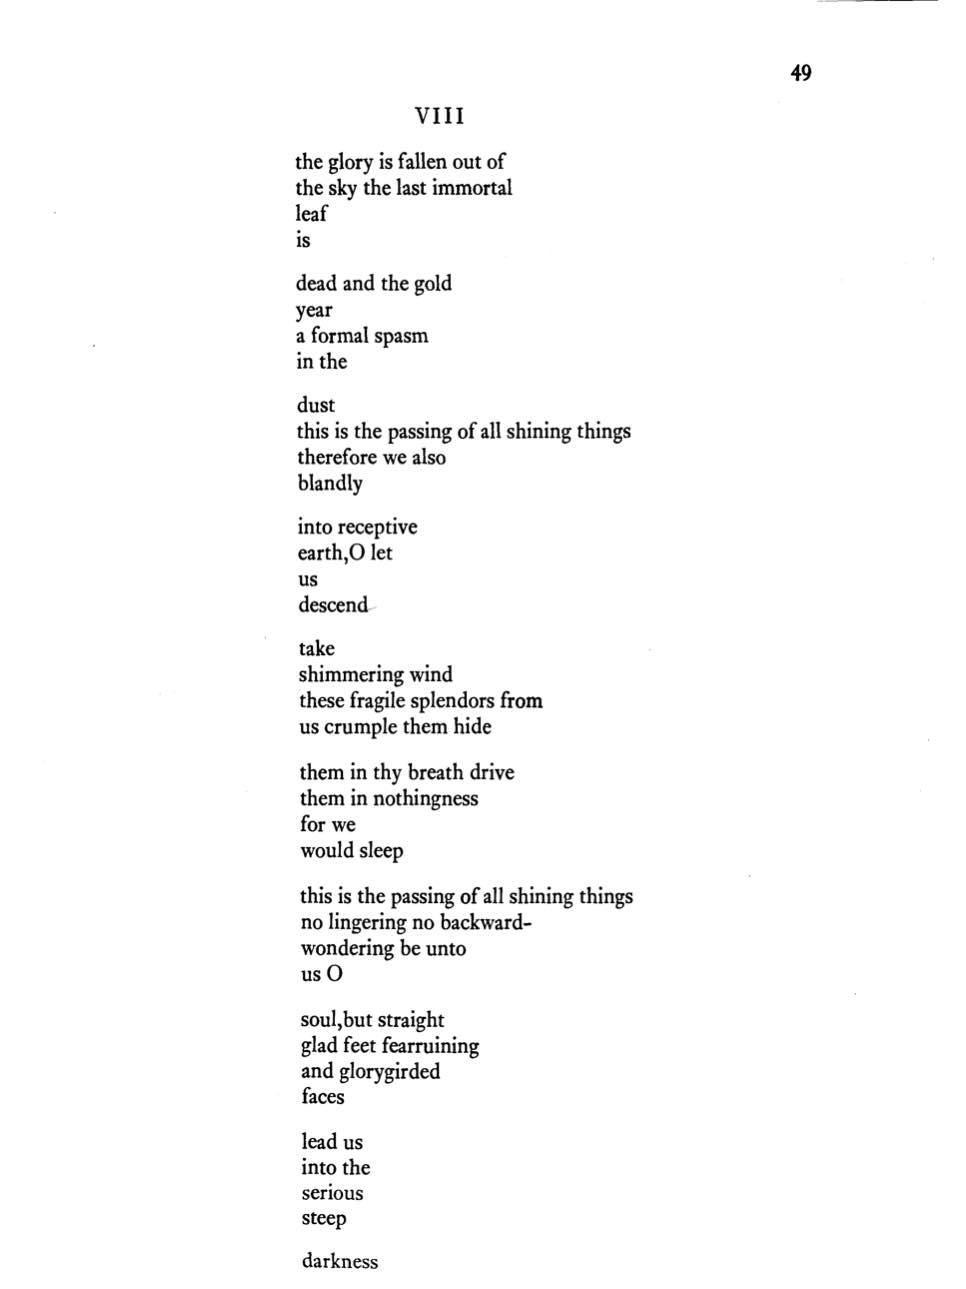 49
VIII
the glory is fallen out of
the sky the last immortal
leaf
is
dead and the gold
year
a formal spasm
in the
dust
this is the passing of all shining things
therefore we also
blandly
into receptive
earth,O let
us
descend
take
shimmering wind
these fragile splendors from
us crumple them hide
them in thy breath drive
them in nothingness
for we
would sleep
this is the passing of all shining things
no lingering no backward-
wondering be unto
us O
soul,but straight
glad feet fearruining
and glorygirded
faces
lead us
into the
serious
steep
darkness